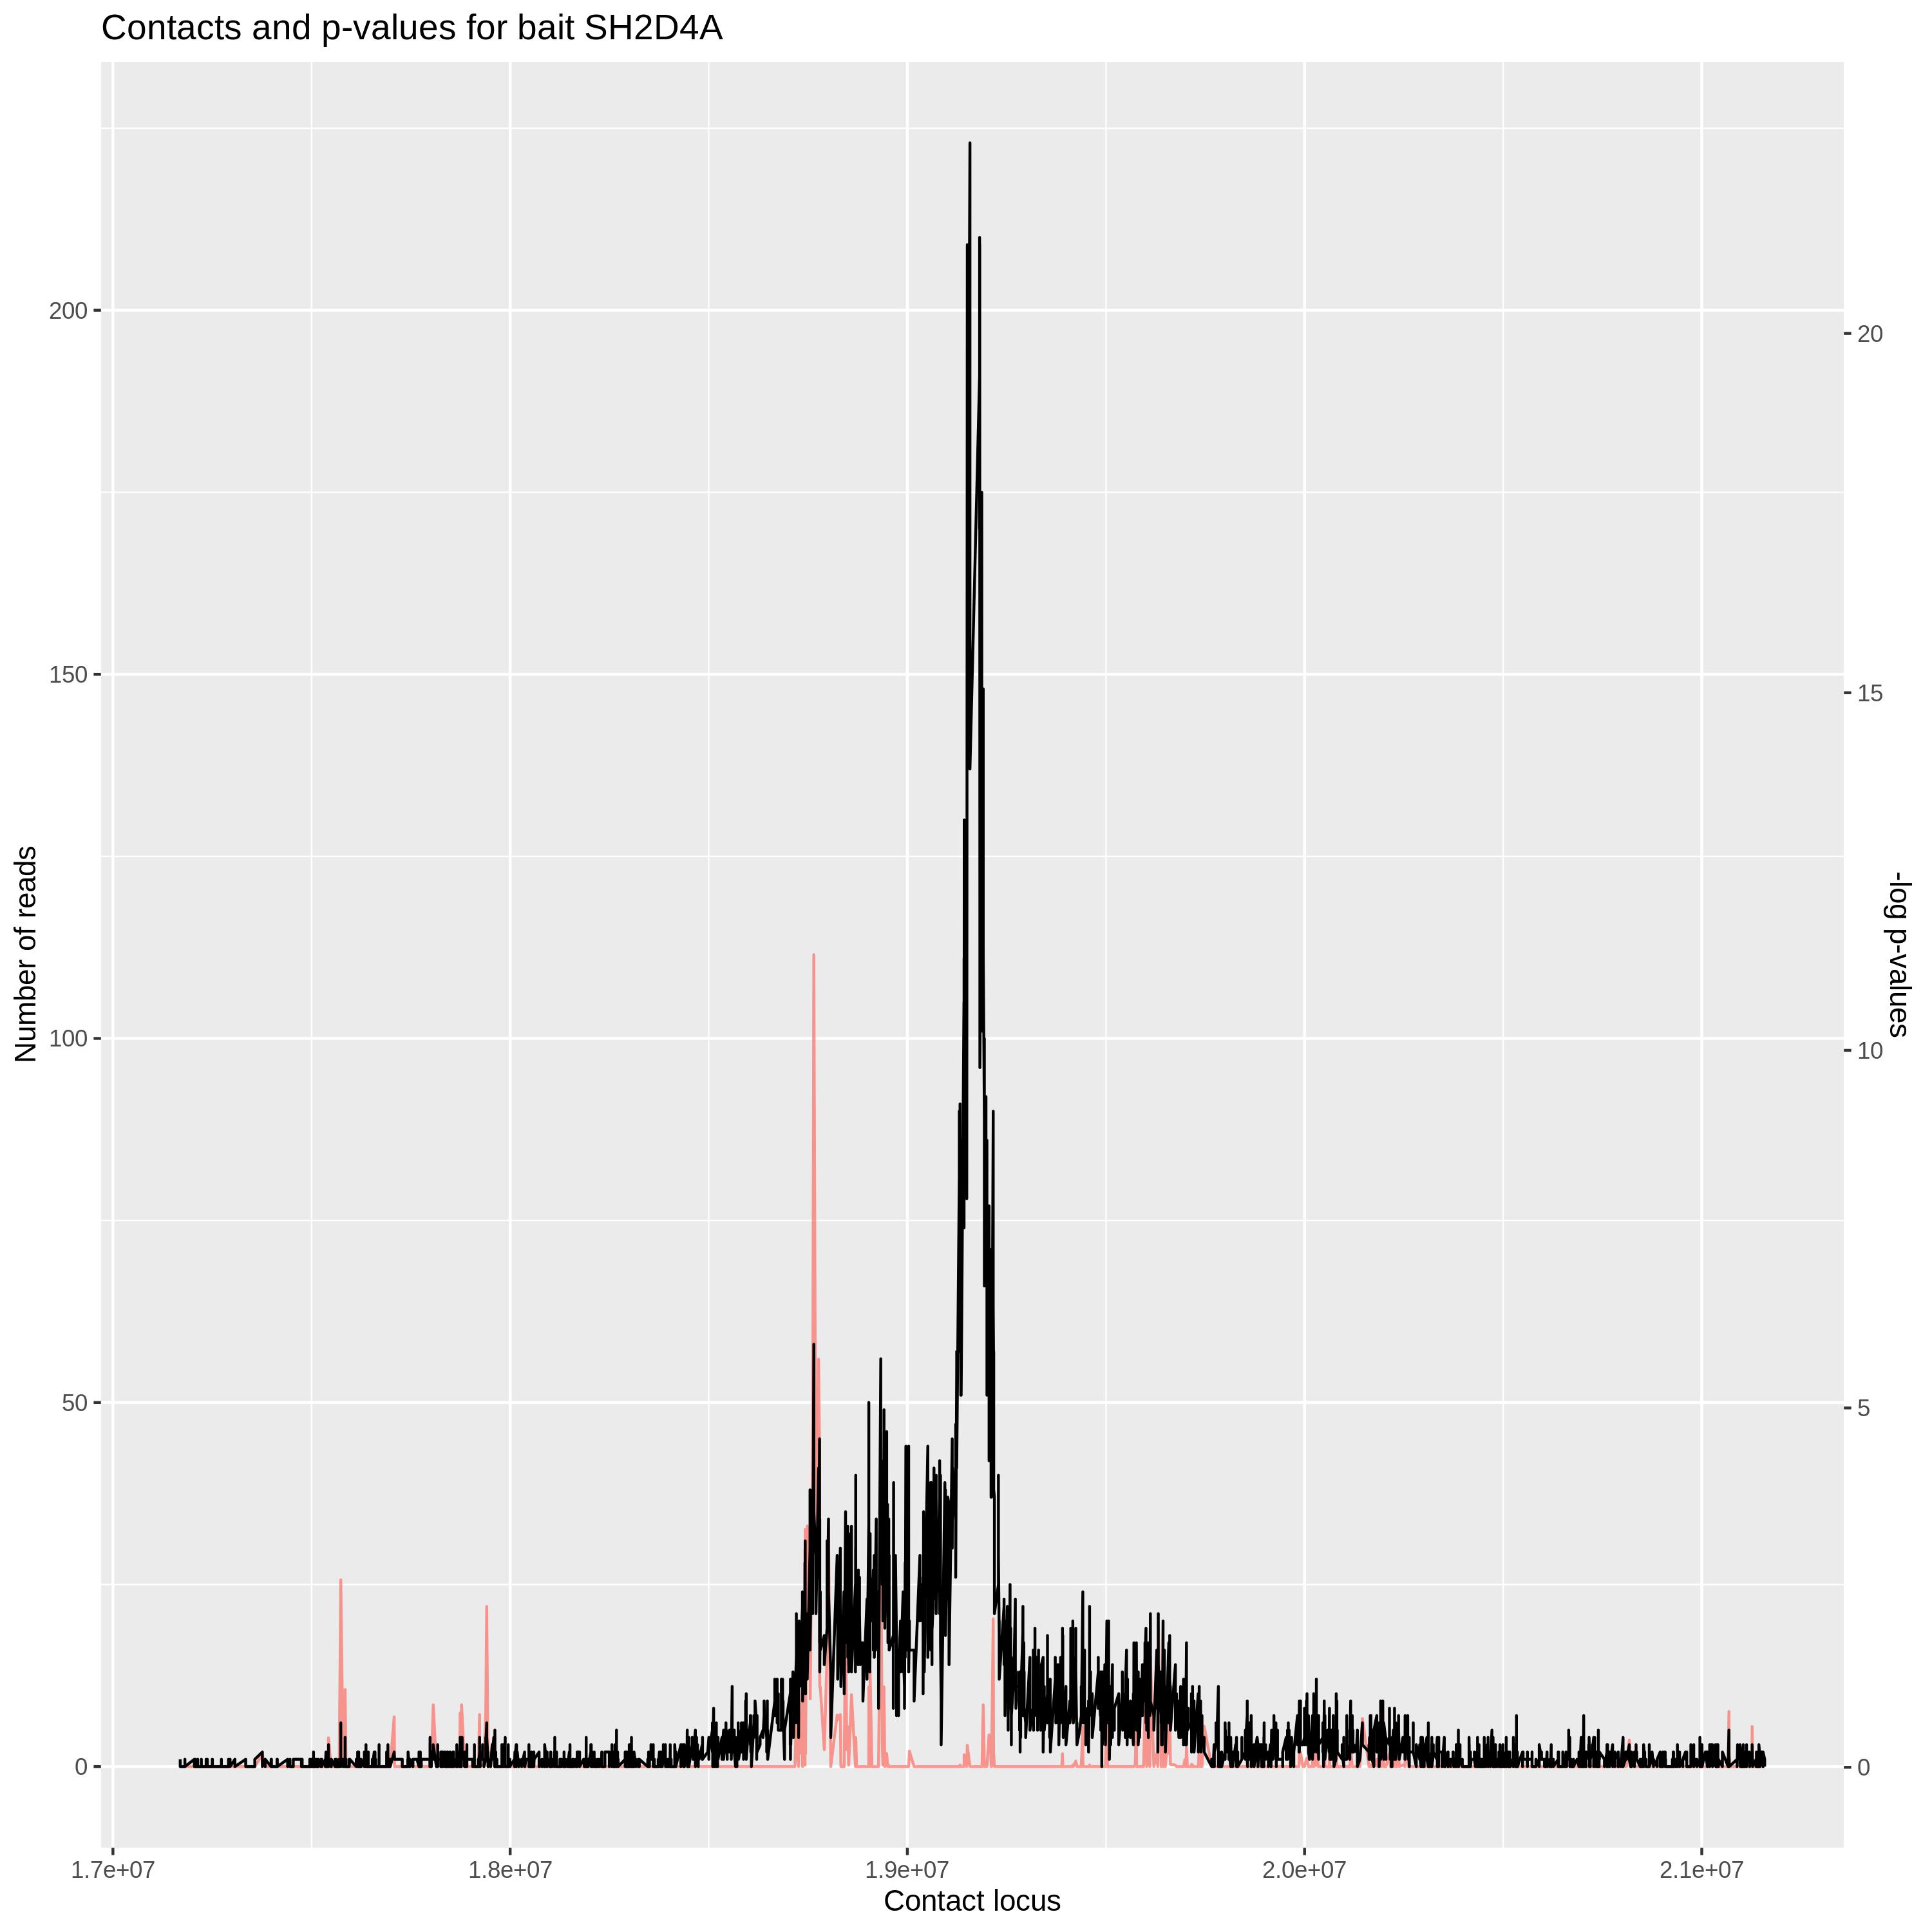 Contacts and p-values for bait SH2D4A
Number of reads
200
150
100
50
0
20
15
10
5
0
-log p-values
1.7e+07
1.8e+07
1.9e+07
2.0e+07
2.1e+07
Contact locus